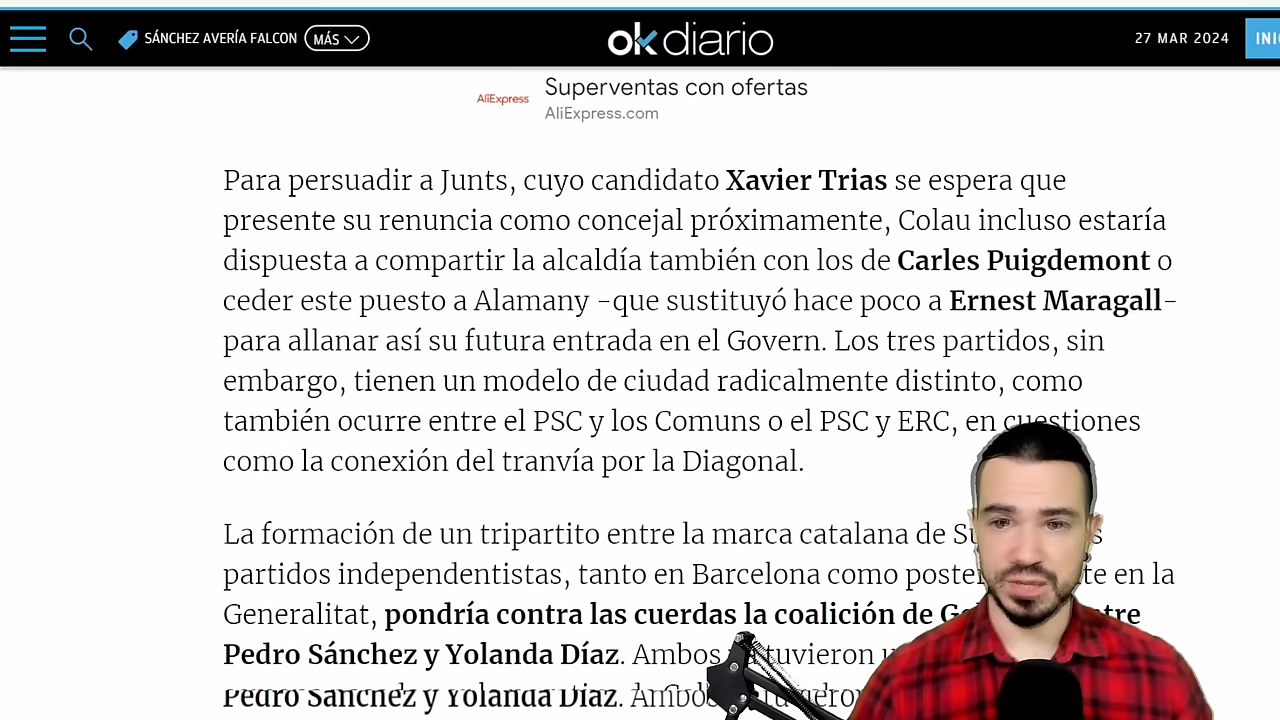 SÁNCHEZ AVERÍA FALCON
MÁS
okdiario
27 MAR 2024
INI
Superventas con ofertas
AliExpress
AliExpress.com
Para persuadir a Junts, cuyo candidato Xavier Trias se espera que
presente su renuncia como concejal próximamente, Colau incluso estaría
dispuesta a compartir la alcaldía también con los de Carles Puigdemont o
ceder este puesto a Alamany -que sustituyó hace poco a Ernest Maragall-
para allanar así su futura entrada en el Govern. Los tres partidos, sin
embargo, tienen un modelo de ciudad radicalmente distinto, como
también ocurre entre el PSC y los Comuns o el PSC y ERC, en cuestiones
como la conexión del tranvía por la Diagonal.
La formación de un tripartito entre la marca catalana de
partidos independentistas, tanto en Barcelona como en la
Generalitat, pondría contra las cuerdas la coalición de
Pedro Sánchez y Yolanda Díaz. Ambos
Pedro Sánchez y Yolanda Díaz. Ambos